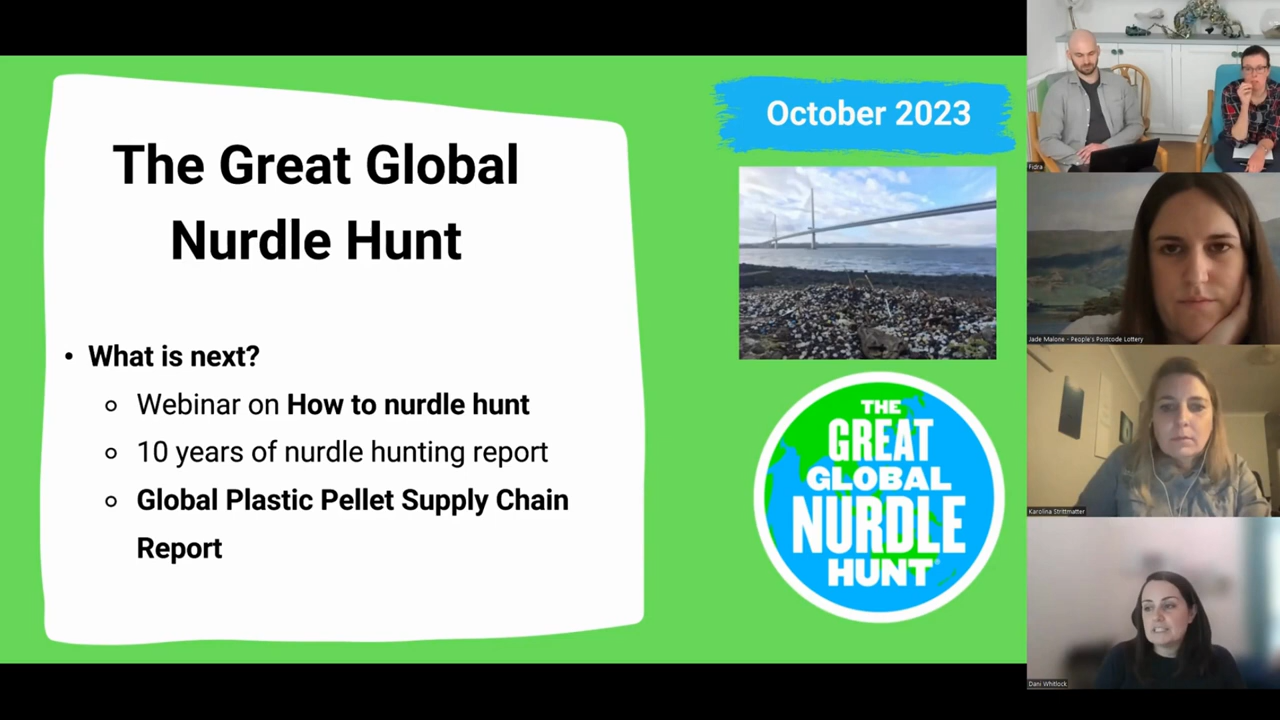 The Great Global
Nurdle Hunt
• What is next?
Webinar on How to nurdle hunt
10 years of nurdle hunting report
Global Plastic Pellet Supply Chain
Report
October 2023
THE
GREAT
GLOBAL
NURDLE
HUNT
Fidra
Jade Malone - People's Postcode Lottery
Karolina Strittmatter
Dani Whitlock